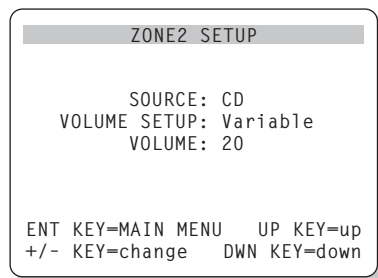 ZONE2 SETUP
SOURCE: CD
VOLUME SETUP: Variable
VOLUME: 20
ENT KEY=MAIN MENU UP KEY=up
+/- KEY=change DWN KEY=down